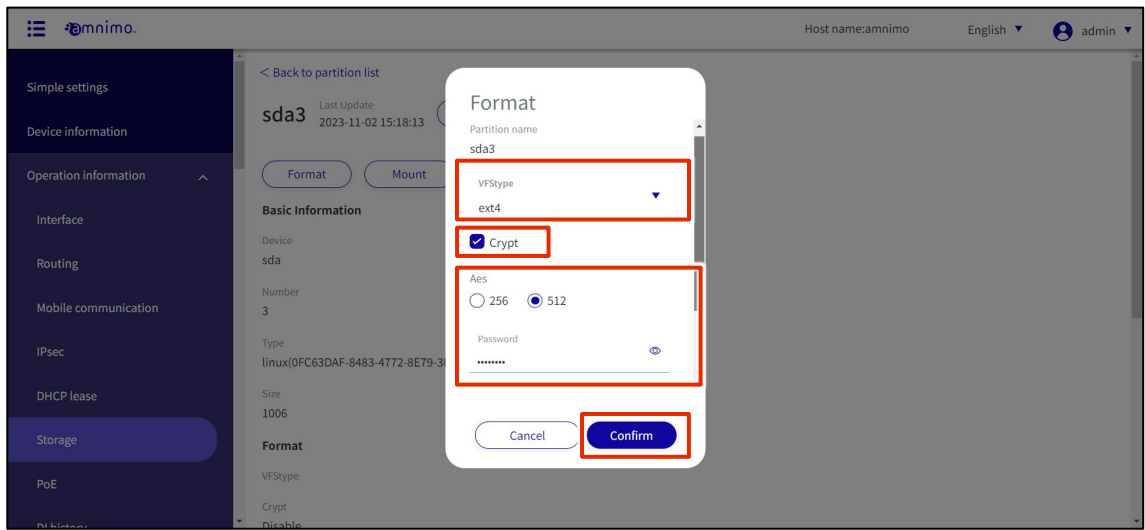 amnimo
Host name:amnimo
English
admin
Simple settings
Device information
Operation information
Interface
Routing
Mobile communication
IPsec
DHCP lease
Storage
PoE
DI history
< Back to partition list
sda3
Last Update
2023-11-02 15:18:13
Format
Mount
Basic Information
Device
sda
Number
3
Type
linux(0FC63DAF-8483-4772-8E79-3
Size
1006
Format
VFStype
Crypt
Disable
Format
Partition name
sda3
VFStype
ext4
Crypt
Aes
256 512
Password
••••••••
Cancel Confirm